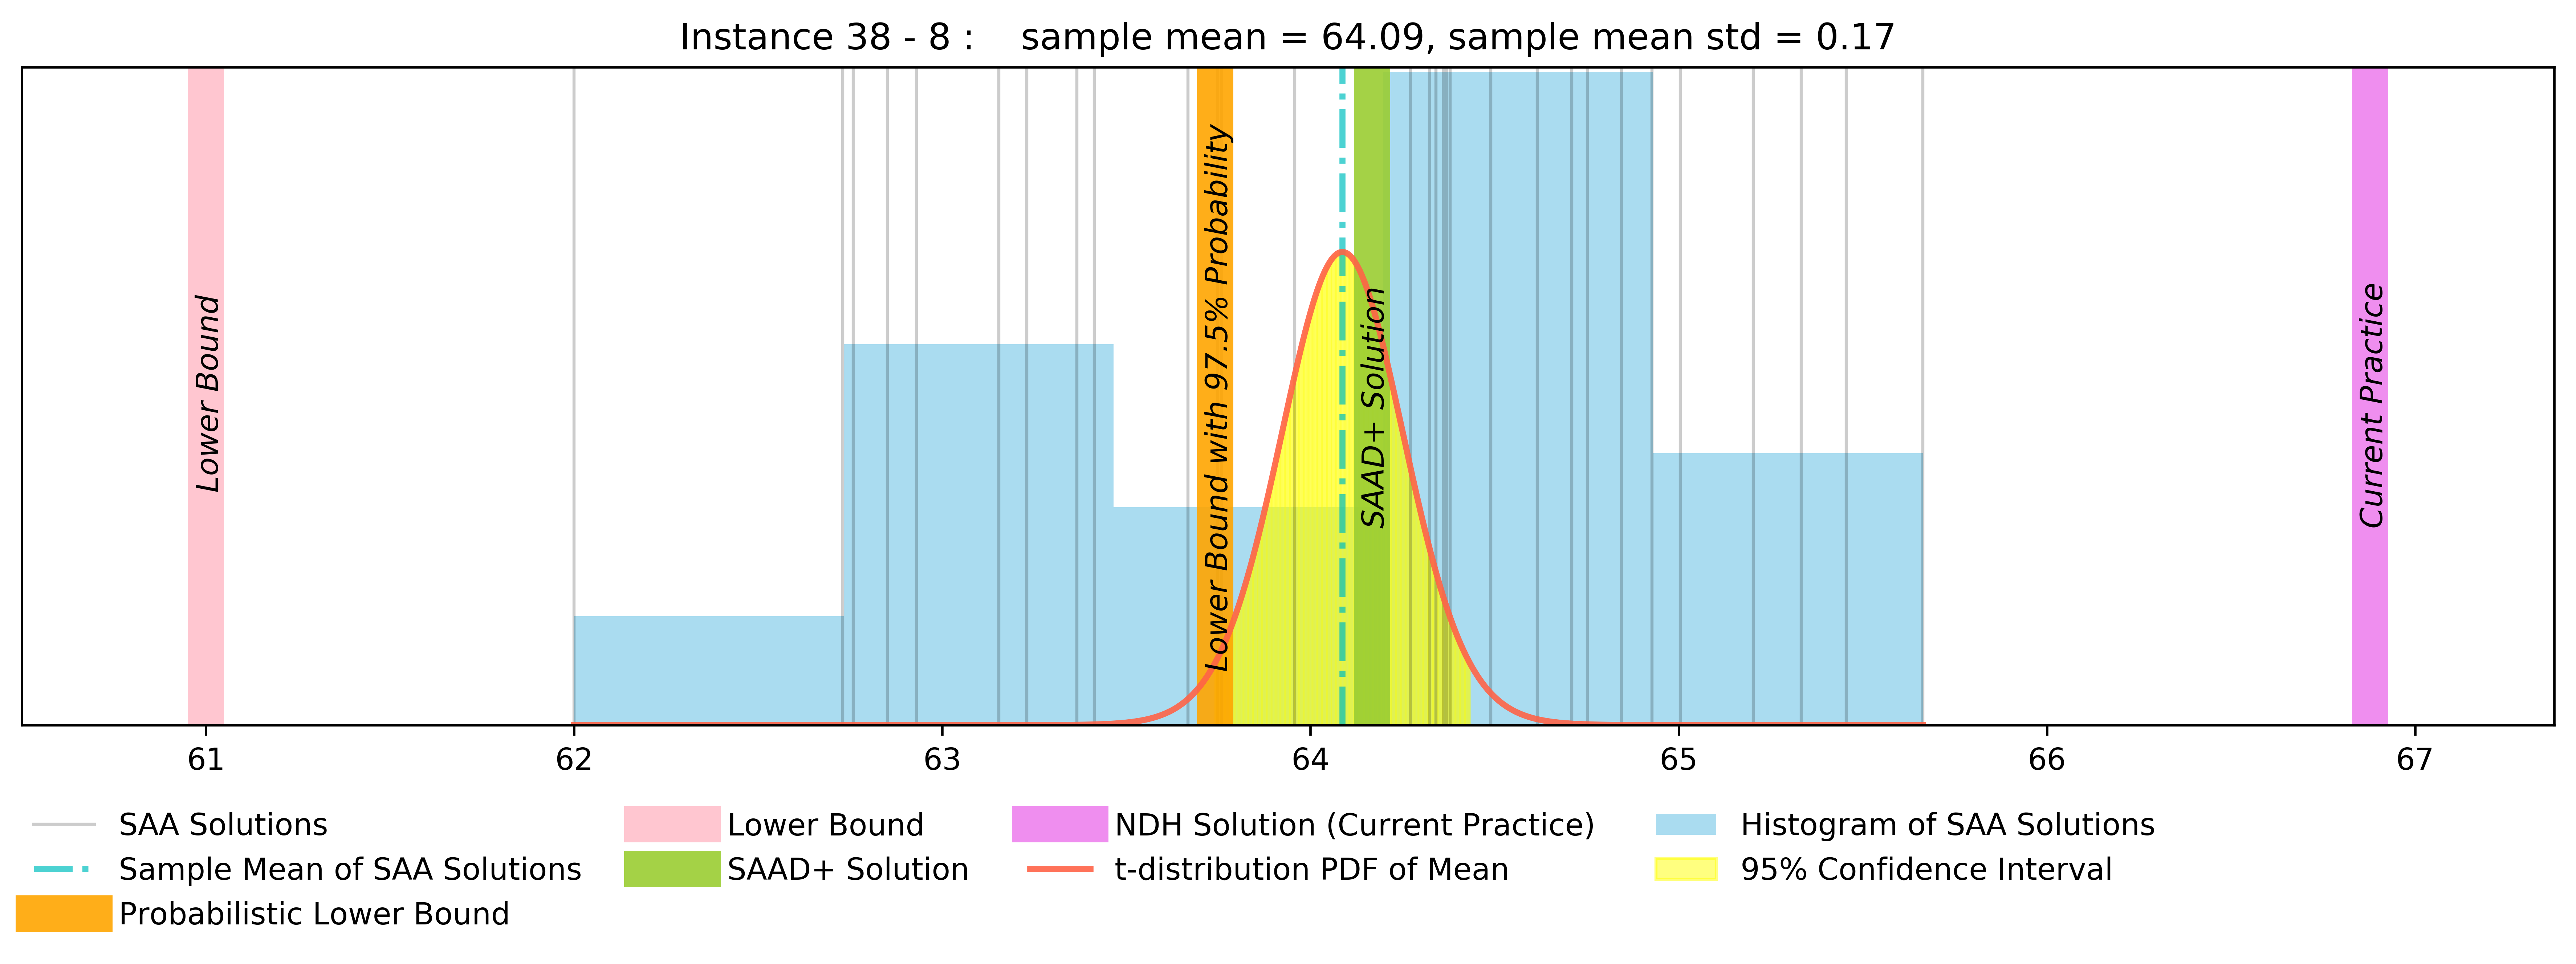 Instance 38 - 8 : sample mean = 64.09, sample mean std = 0.17
Lower Bound
Lower Bound with 97.5% Probability
SAAD+ Solution
Current Practice
61 62 63 64 65 66 67
SAA Solutions
Sample Mean of SAA Solutions
Probabilistic Lower Bound
Lower Bound
SAAD+ Solution
NDH Solution (Current Practice)
t-distribution PDF of Mean
Histogram of SAA Solutions
95% Confidence Interval